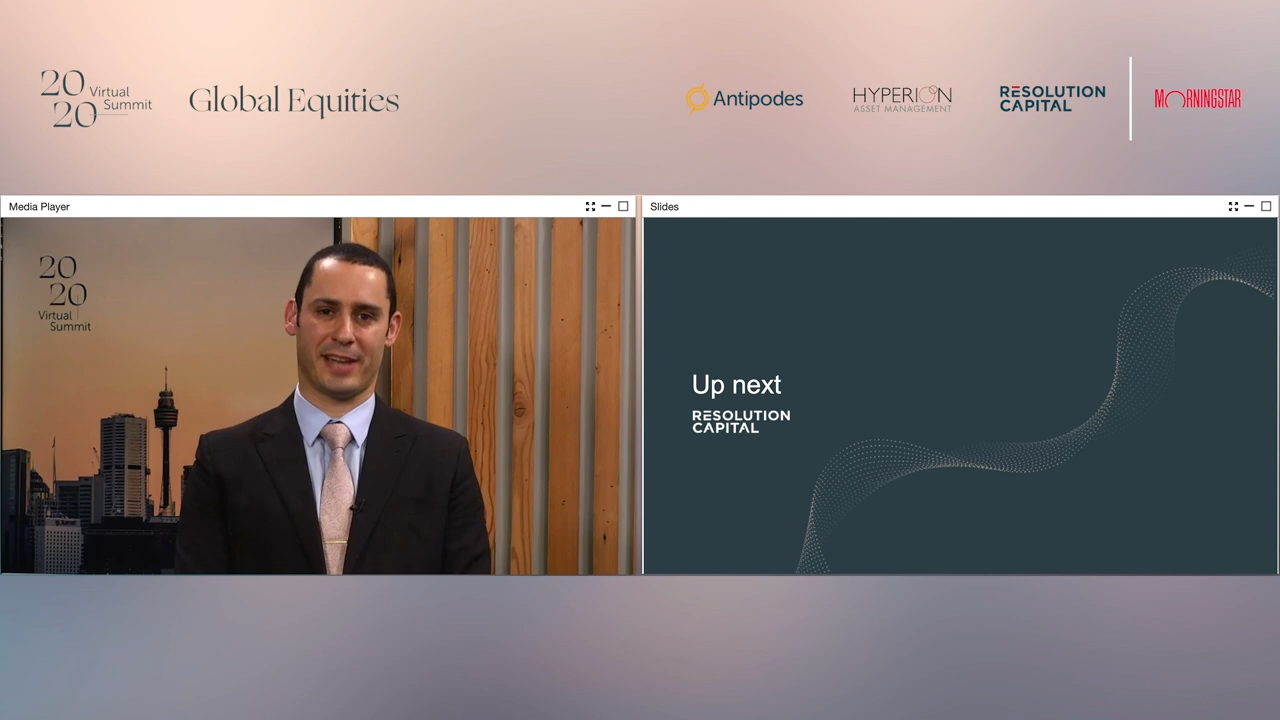 20
20
Virtual
Summit
Global Equities
Antipodes
HYPERION
ASSET MANAGEMENT
RESOLUTION
CAPITAL
MORNINGSTAR
Media Player
Slides
20
20
Virtual
Summit
Up next
RESOLUTION
CAPITAL